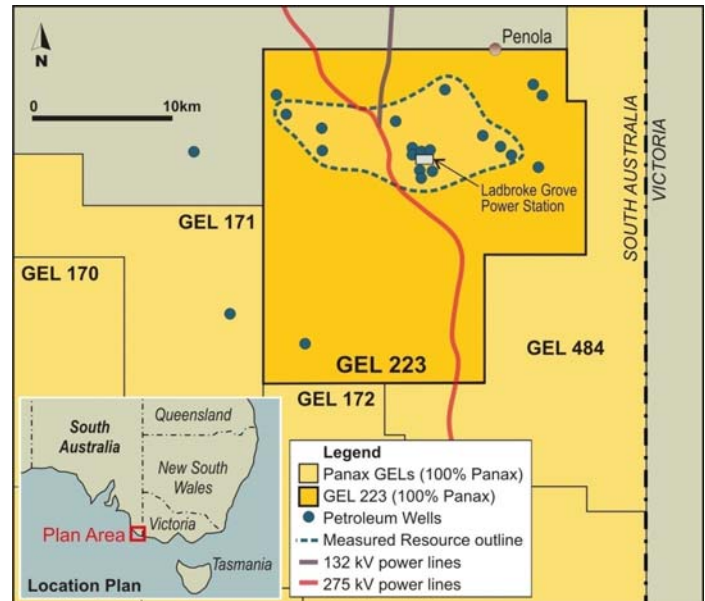 Penola
N
0
10km
Ladbroke Grove
Power Station
SOUTH AUSTRALIA
VICTORIA
GEL 171
GEL 170
GEL 223
GEL 484
GEL 172
South
Australia
Queensland
New South
Wales
Victoria
Plan Area
Tasmania
Location Plan
Legend
Panax GELs (100% Panax)
GEL 223 (100% Panax)
Petroleum Wells
Measured Resource outline
132 kV power lines
275 kV power lines